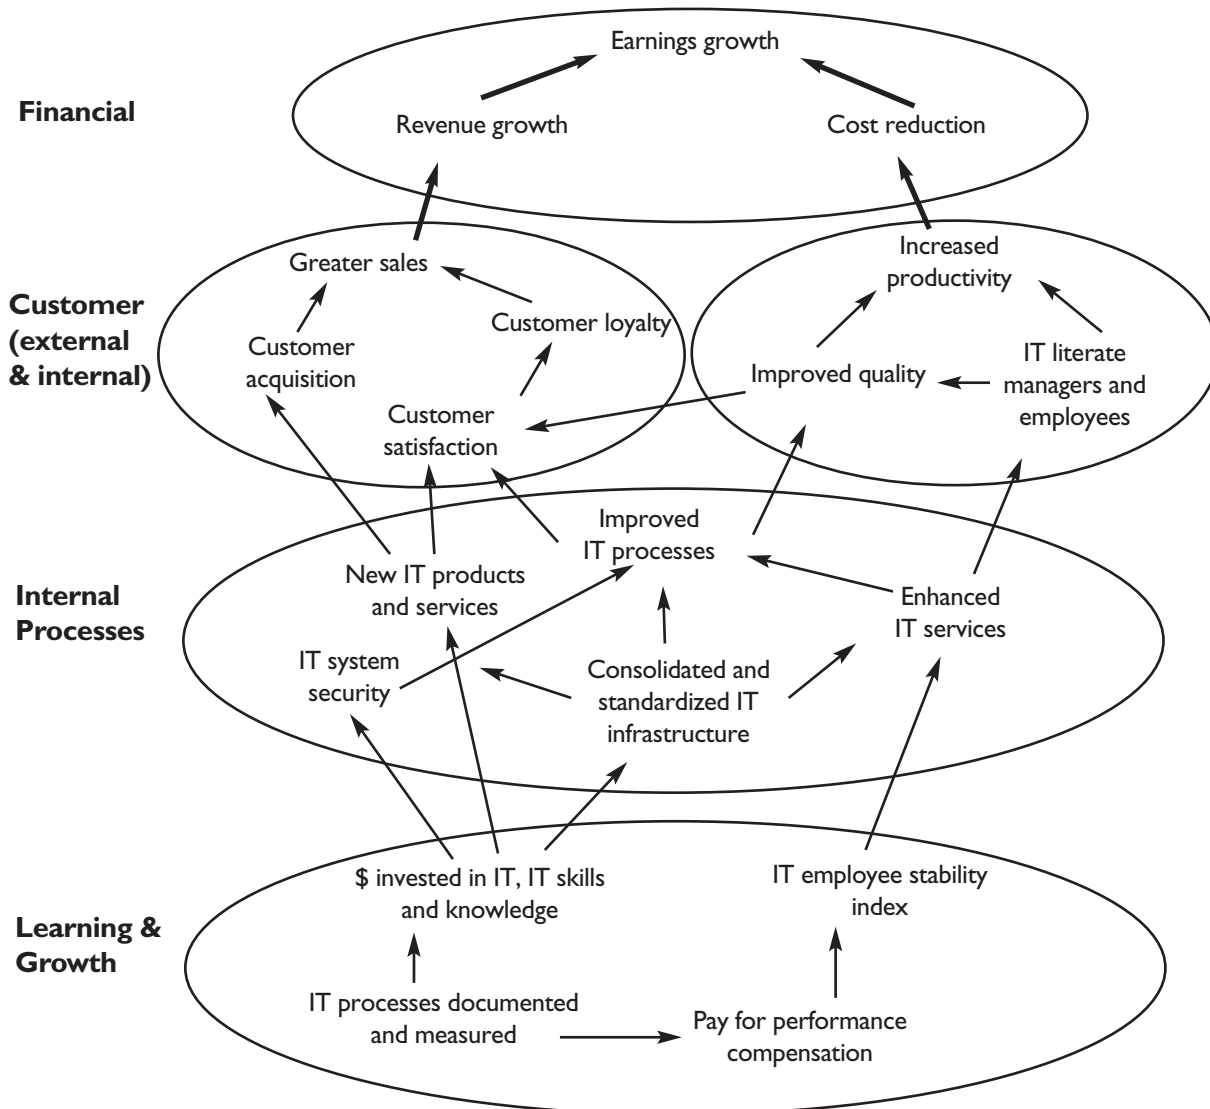 Earnings growth
Financial
Revenue growth
Cost reduction
Customer
(external
& internal)
Greater sales
Customer loyalty
Customer
acquisition
Customer
satisfaction
Increased
productivity
Improved quality
IT literate
managers and
employees
Internal
Processes
Improved
IT processes
New IT products
and services
Enhanced
IT services
IT system
security
Consolidated and
standardized IT
infrastructure
Learning &
Growth
$ invested in IT, IT skills
and knowledge
IT employee stability
index
IT processes documented
and measured
Pay for performance
compensation